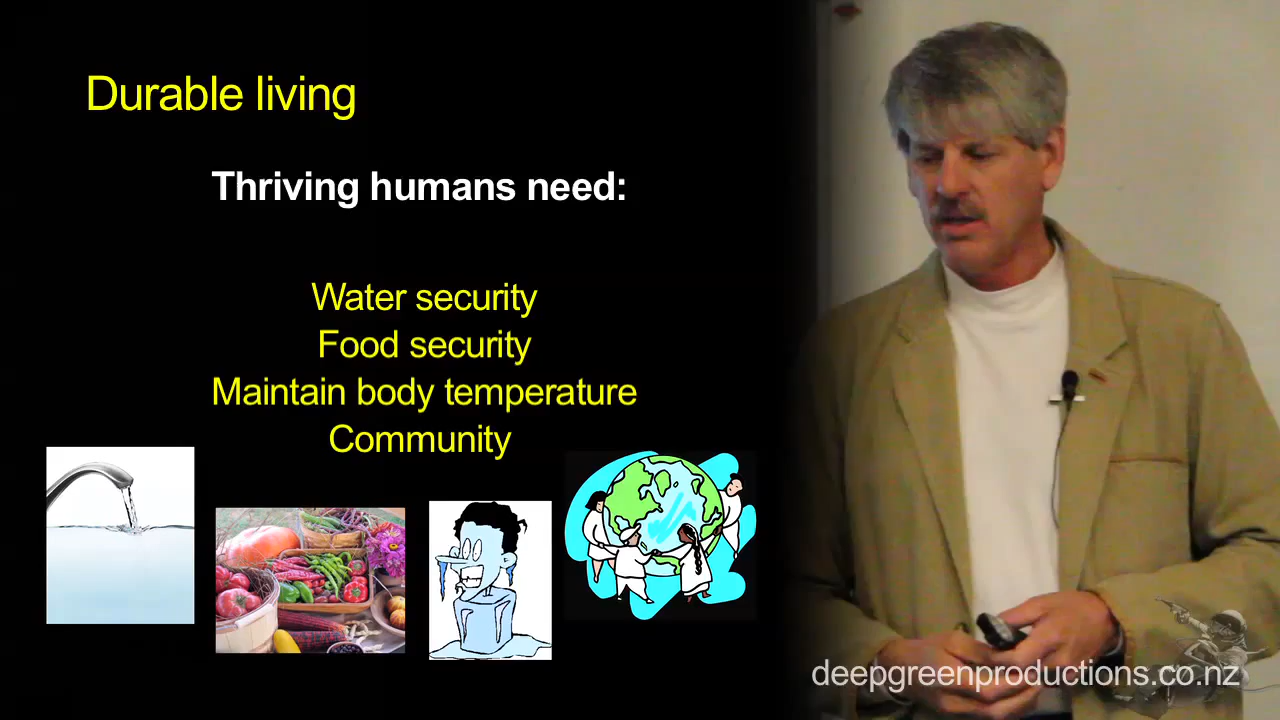 Durable living
Thriving humans need:
Water security
Food security
Maintain body temperature
Community
deepgreenproductions.co.nz